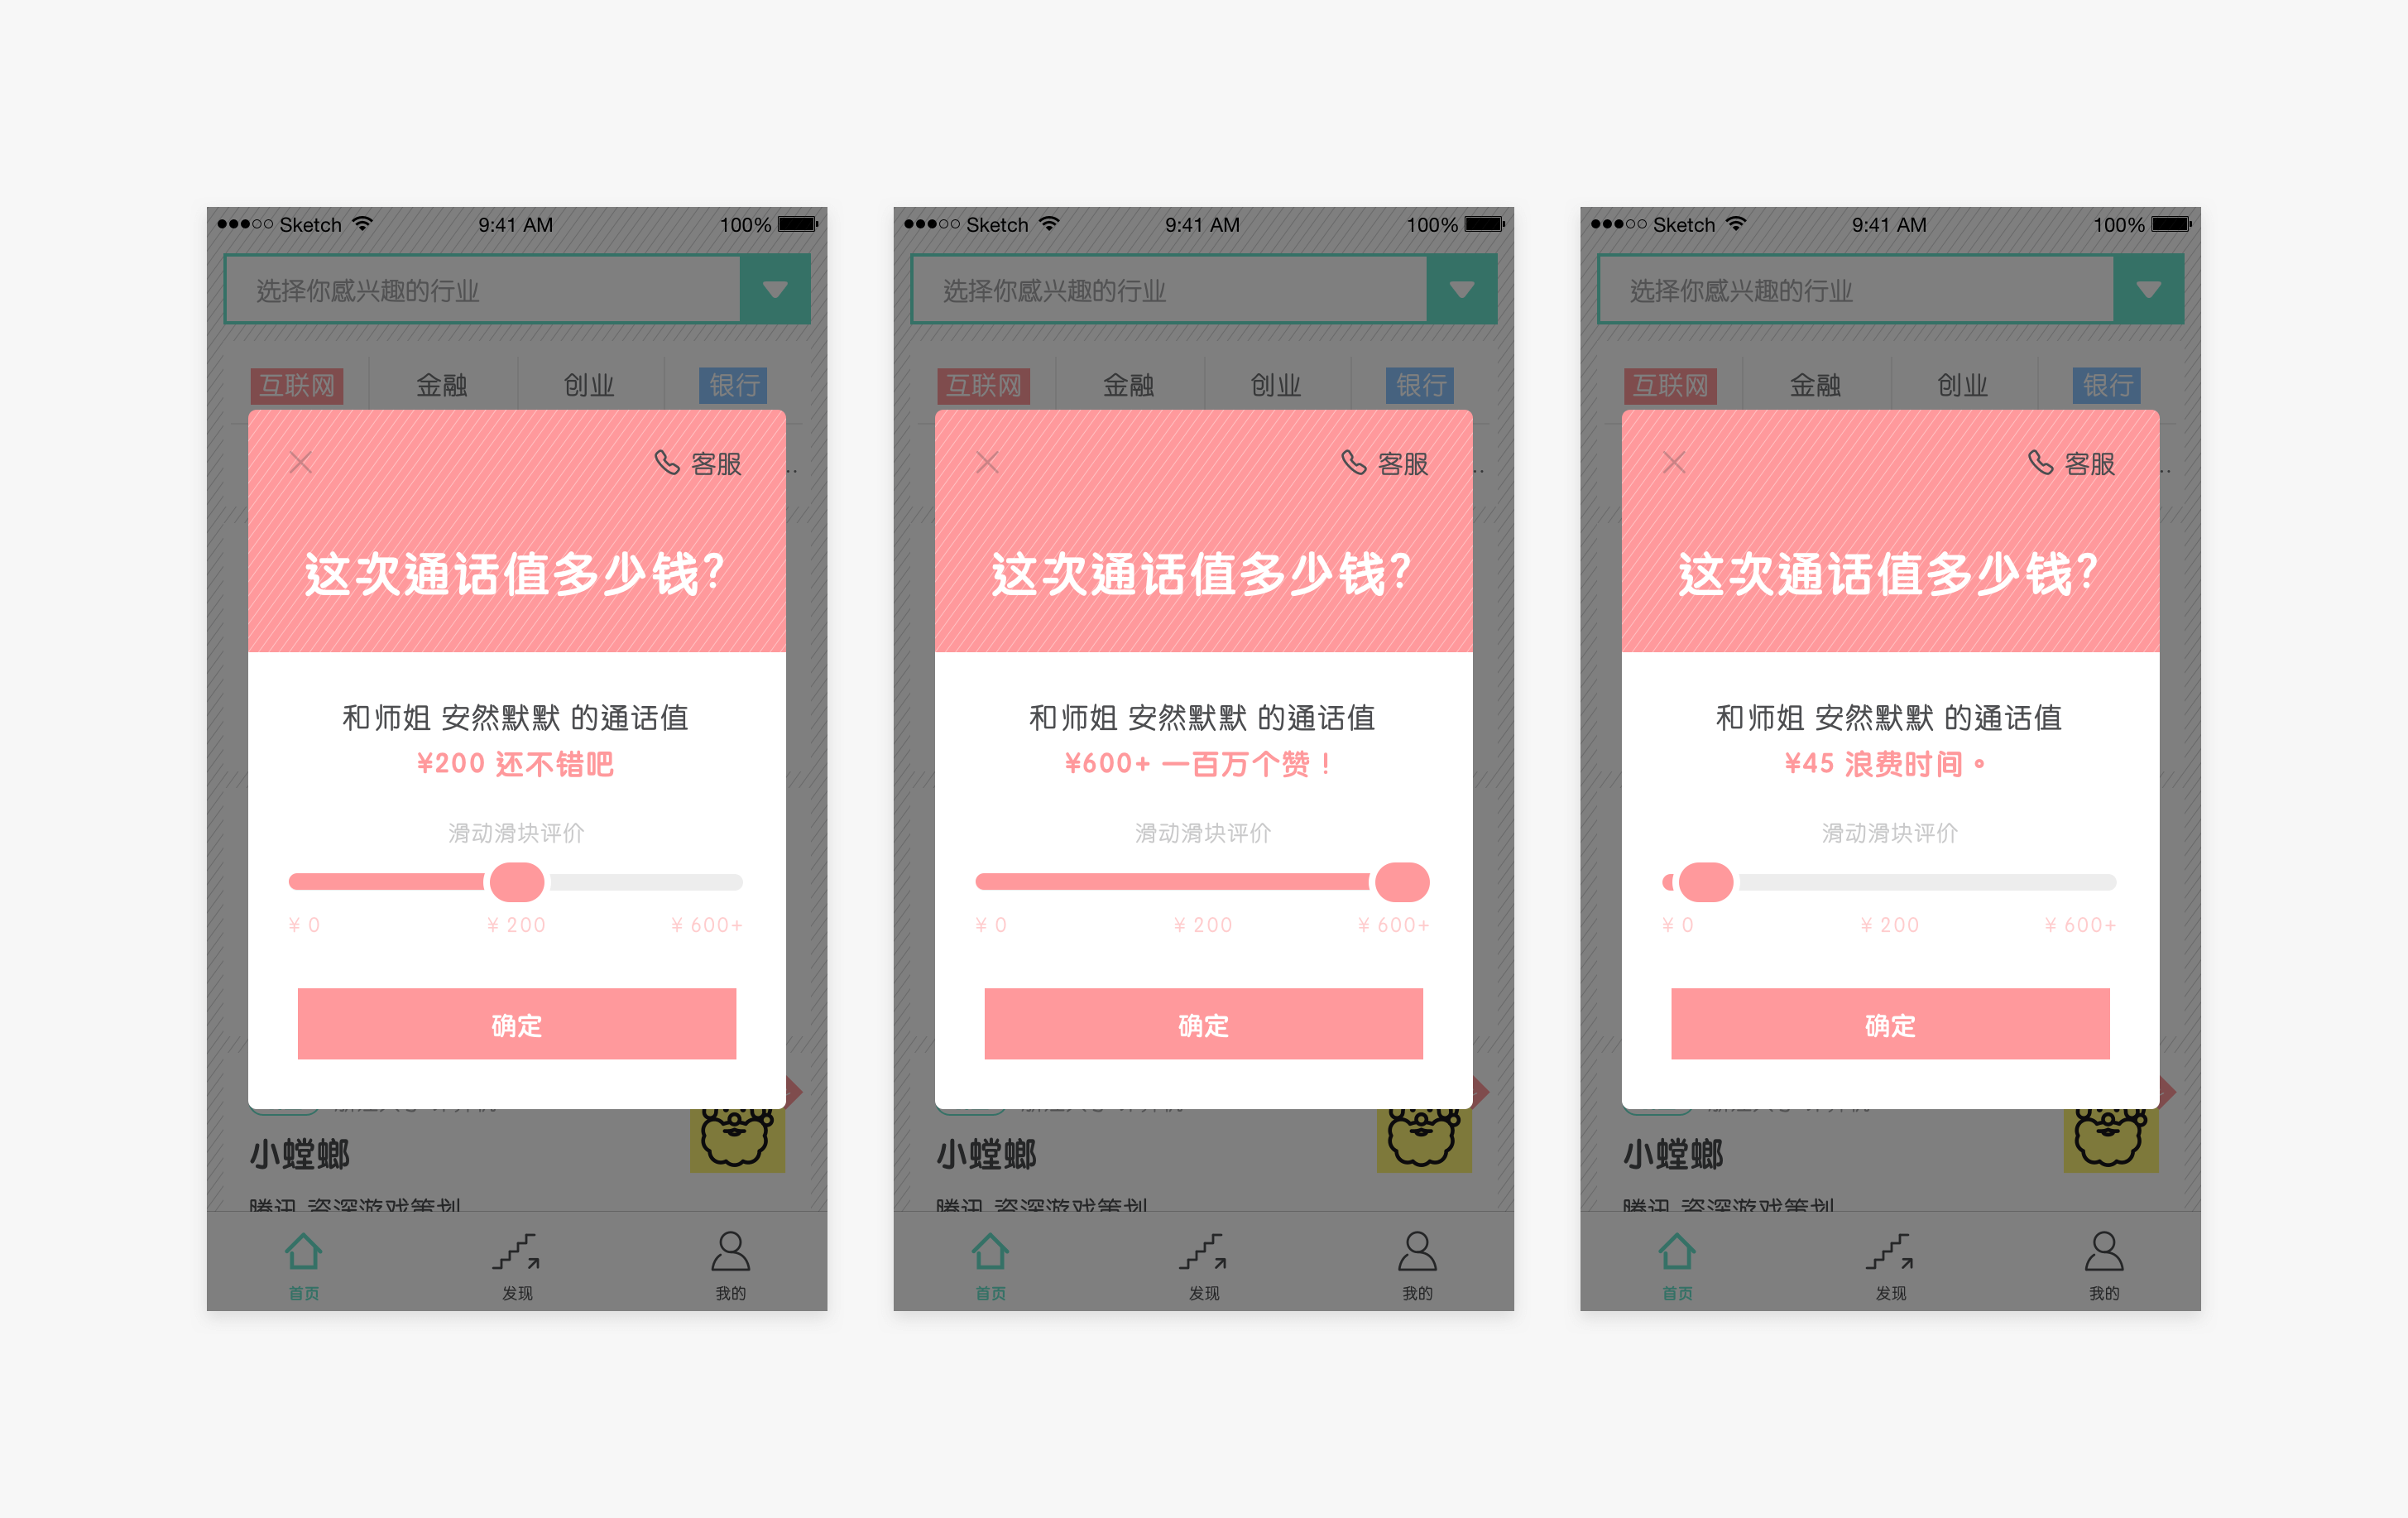 Sketch 9:41 AM 100%
选择你感兴趣的行业
互联网 金融 创业 银行
客服 ..
这次通话值多少钱?
和师姐 安然默默 的通话值
¥200 还不错吧
滑动滑块评价
¥ 0 ¥ 200 ¥ 600+
确定
小螳螂
腾讯 资深游戏策划
首页 发现 我的
Sketch 9:41 AM 100%
选择你感兴趣的行业
互联网 金融 创业 银行
客服 ..
这次通话值多少钱?
和师姐 安然默默 的通话值
¥600+ 一百万个赞！
滑动滑块评价
¥ 0 ¥ 200 ¥ 600+
确定
小螳螂
腾讯 资深游戏策划
首页 发现 我的
Sketch 9:41 AM 100%
选择你感兴趣的行业
互联网 金融 创业 银行
客服 ..
这次通话值多少钱?
和师姐 安然默默 的通话值
¥45 浪费时间。
滑动滑块评价
¥ 0 ¥ 200 ¥ 600+
确定
小螳螂
腾讯 资深游戏策划
首页 发现 我的